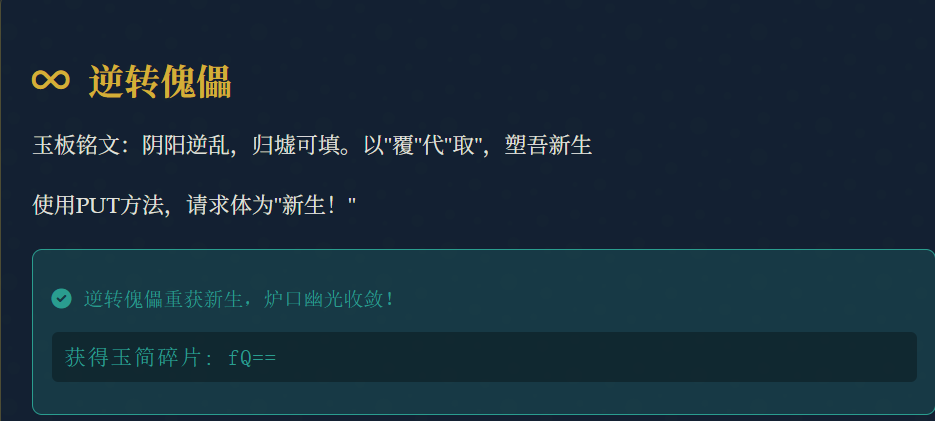 逆转傀儡
玉板铭文：阴阳逆乱，归墟可填。以"覆"代"取"，塑吾新生
使用PUT方法，请求体为"新生！"
逆转傀儡重获新生，炉口幽光收敛！
获得玉简碎片: fQ==